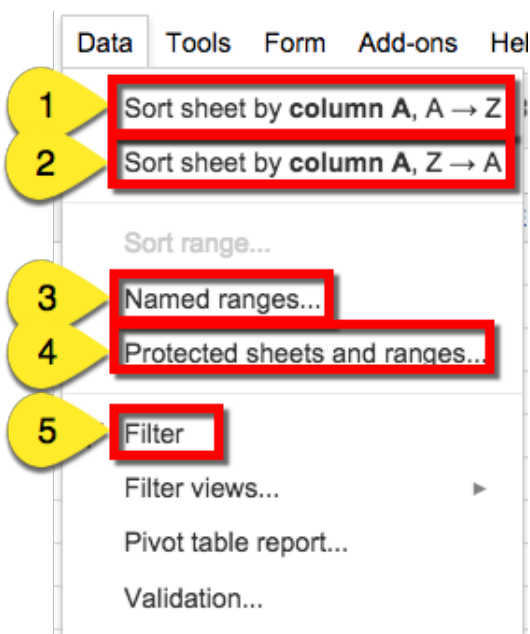 Data Tools Form Add-ons Hel
1 Sort sheet by column A, A → Z
2 Sort sheet by column A, Z → A
Sort range...
3 Named ranges...
4 Protected sheets and ranges...
5 Filter
Filter views... ►
Pivot table report...
Validation...